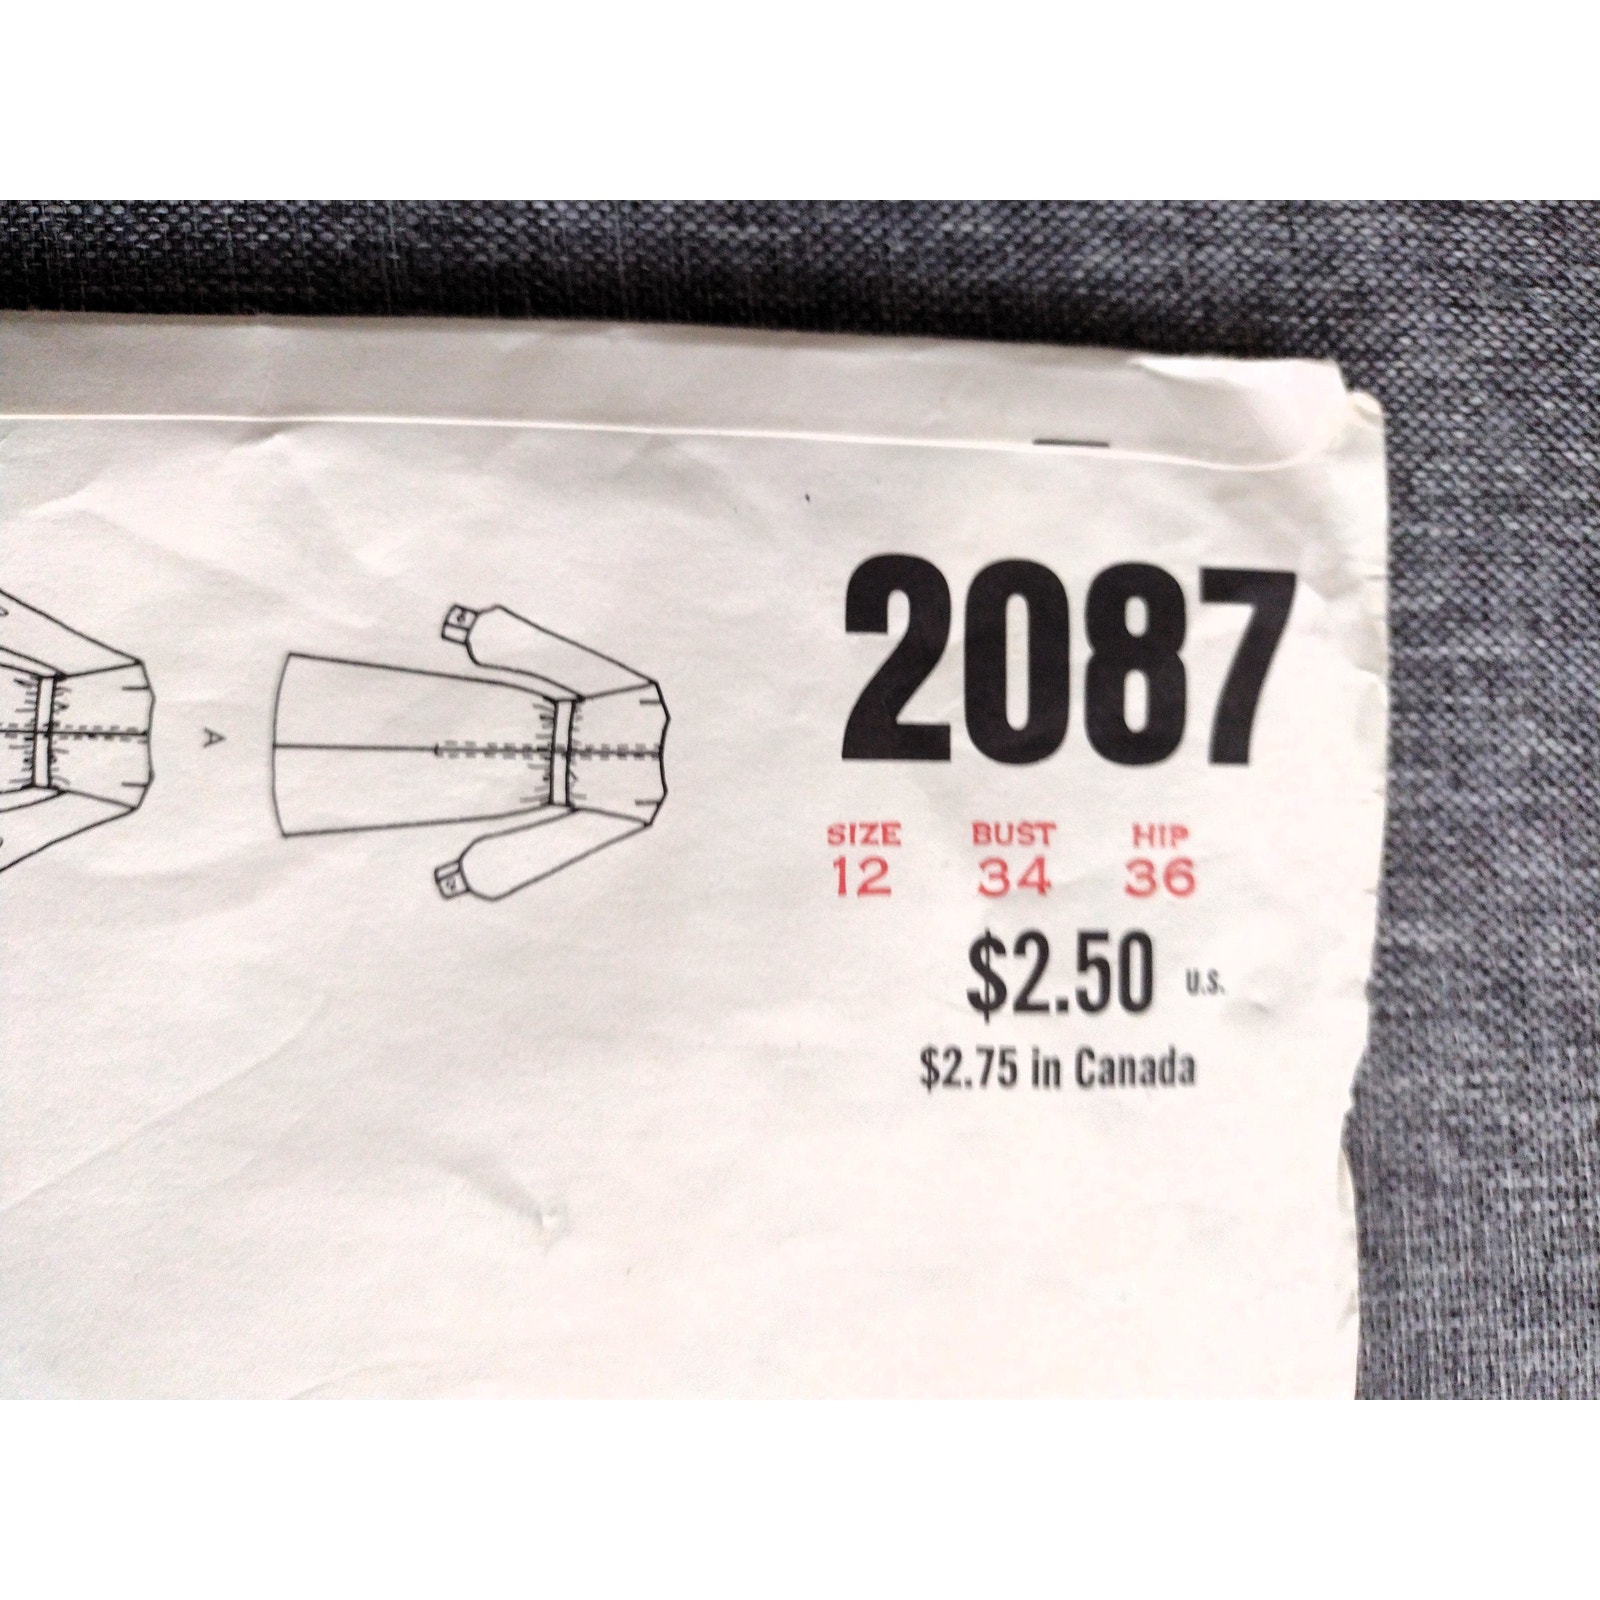 2087
SIZE BUST HIP
12 34 36
$2.50 U.S.
$2.75 in Canada
A